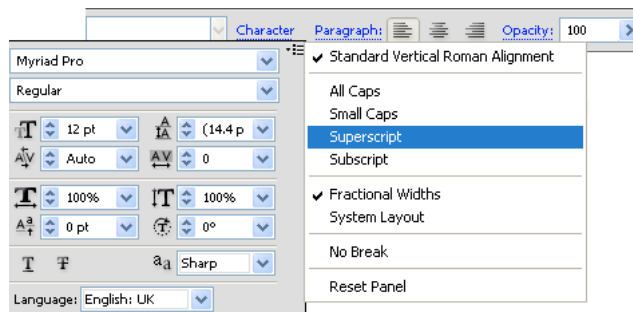 Character Paragraph: Opacity: 100
Myriad Pro
Regular
12 pt (14.4 p
Auto 0
100% 100%
0 pt 0°
T T aa Sharp
Language: English: UK
Standard Vertical Roman Alignment
All Caps
Small Caps
Superscript
Subscript
Fractional Widths
System Layout
No Break
Reset Panel